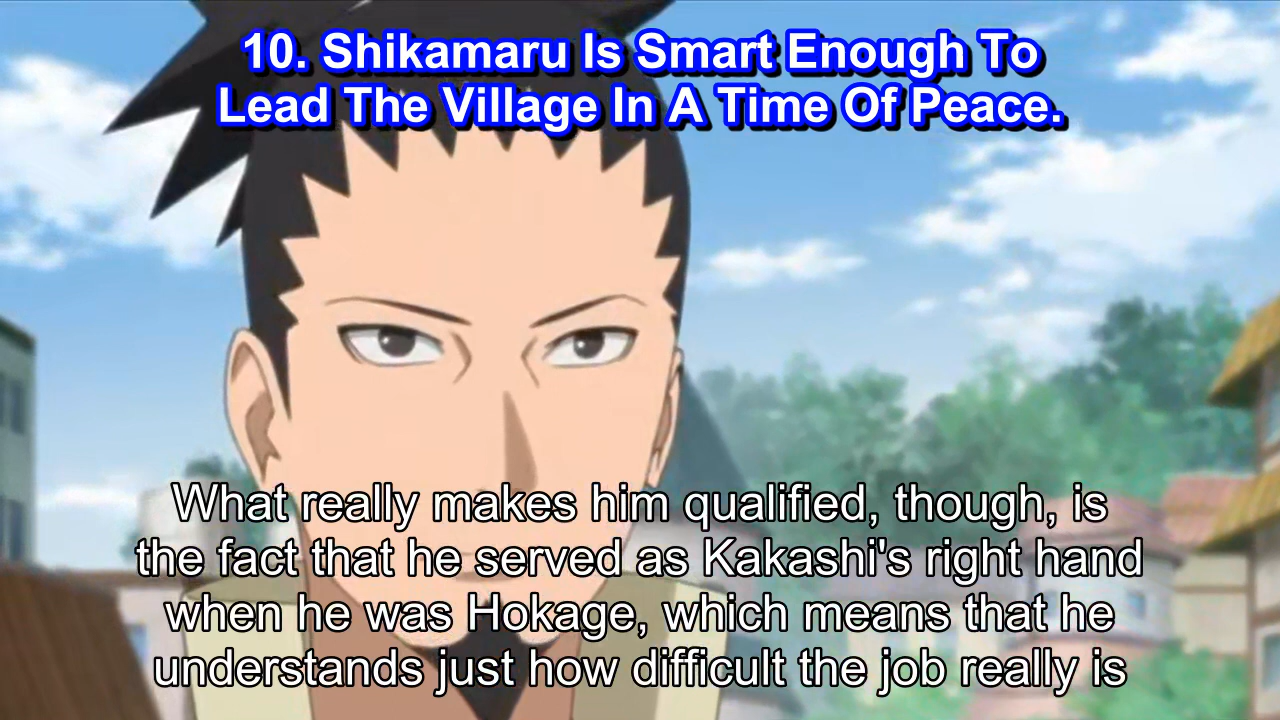 10. Shikamaru Is Smart Enough To
Lead The Village In A Time Of Peace.
What really makes him qualified, though, is
the fact that he served as Kakashi's right hand
when he was Hokage, which means that he
understands just how difficult the job really is